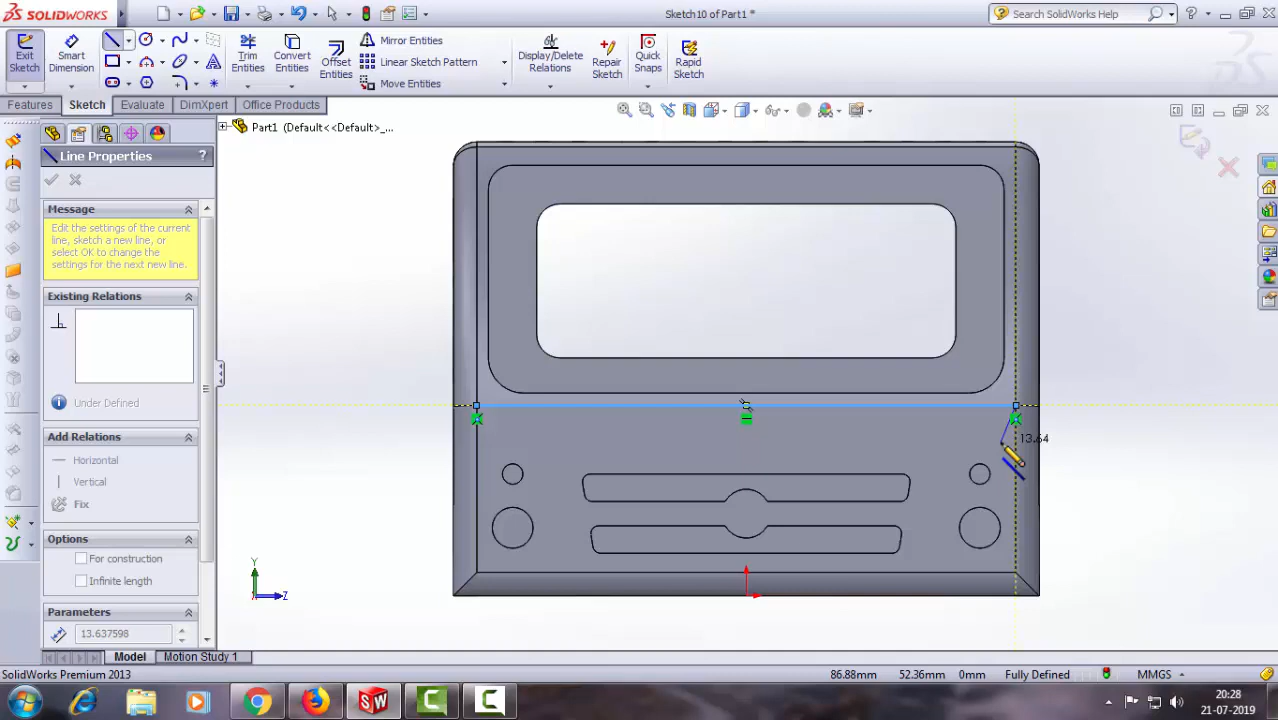 SOLIDWORKS
Sketch10 of Part1 *
Search SolidWorks Help
Exit Sketch
Smart Dimension
Trim Entities
Convert Entities
Offset Entities
Mirror Entities
Linear Sketch Pattern
Move Entities
Display/Delete Relations
Repair Sketch
Quick Snaps
Rapid Sketch
Features
Sketch
Evaluate
DimXpert
Office Products
Part1 (Default<<Default>_...
Line Properties
?
Message
Edit the settings of the current
line, sketch a new line, or
select OK to change the
settings for the next new line.
Existing Relations
Under Defined
Add Relations
Horizontal
Vertical
Fix
Options
For construction
Infinite length
Parameters
13.637598
13.64
Y
Z
Model
Motion Study 1
SolidWorks Premium 2013
86.88mm
52.36mm
0mm
Fully Defined
MMGS
20:28
21-07-2019